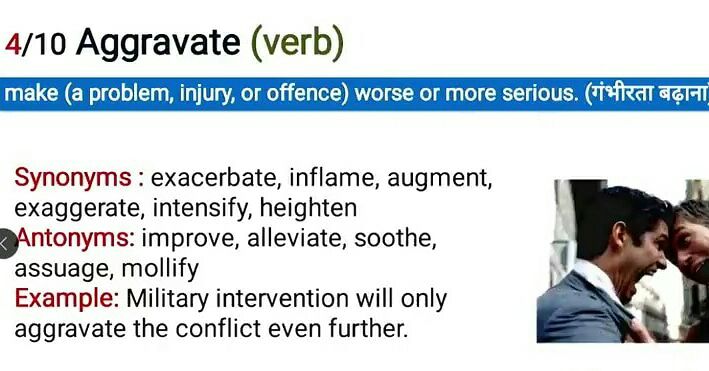 4/10 Aggravate (verb)
make (a problem, injury, or offence) worse or more serious. (गंभीरता बढ़ाना)
Synonyms : exacerbate, inflame, augment,
exaggerate, intensify, heighten
Antonyms: improve, alleviate, soothe,
assuage, mollify
Example: Military intervention will only
aggravate the conflict even further.